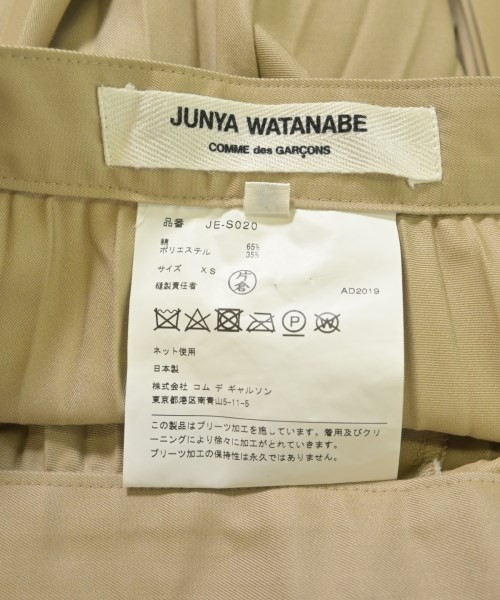 JUNYA WATANABE
COMME des GARÇONS
品番 JE-S020
綿 65%
ポリエステル 35%
サイズ XS
縫製責任者 片倉 AD2019
P
ネット使用
日本製
株式会社 コム デ ギャルソン
東京都港区南青山5-11-5
この製品はプリーツ加工を施しています。着用及びクリ
ーニングにより徐々に加工がとれていきます。
プリーツ加工の保持性は永久ではありません。